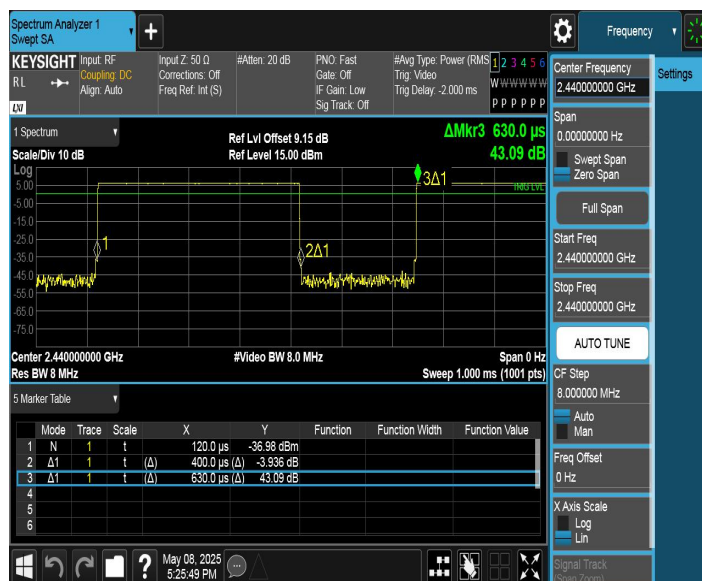 Spectrum Analyzer 1
Swept SA
Frequency
KEYSIGHT
RL
LXI
Input: RF
Coupling: DC
Align: Auto
Input Z: 50 Ω
Corrections: Off
Freq Ref: Int (S)
#Atten: 20 dB
PNO: Fast
Gate: Off
IF Gain: Low
Sig Track: Off
#Avg Type: Power (RMS
Trig: Video
Trig Delay: -2.000 ms
1 2 3 4 5 6
W W W W W W
P P P P P P
1 Spectrum
Scale/Div 10 dB
Ref Lvl Offset 9.15 dB
Ref Level 15.00 dBm
ΔMkr3 630.0 µs
43.09 dB
Log
5.00
-5.00
-15.0
-25.0
-35.0
-45.0
-55.0
-65.0
-75.0
1
2Δ1
3Δ1
TRIG LVL
Center 2.440000000 GHz
#Video BW 8.0 MHz
Span 0 Hz
Res BW 8 MHz
Sweep 1.000 ms (1001 pts)
5 Marker Table
Mode Trace Scale X Y Function Function Width Function Value
1 N 1 t 120.0 µs -36.98 dBm
2 Δ1 1 t (Δ) 400.0 µs (Δ) -3.936 dB
3 Δ1 1 t (Δ) 630.0 µs (Δ) 43.09 dB
4
5
6
May 08, 2025
5:25:49 PM
Center Frequency
2.440000000 GHz
Settings
Span
0.00000000 Hz
Swept Span
Zero Span
Full Span
Start Freq
2.440000000 GHz
Stop Freq
2.440000000 GHz
AUTO TUNE
CF Step
8.000000 MHz
Auto
Man
Freq Offset
0 Hz
X Axis Scale
Log
Lin
Signal Track
(Span Zoom)